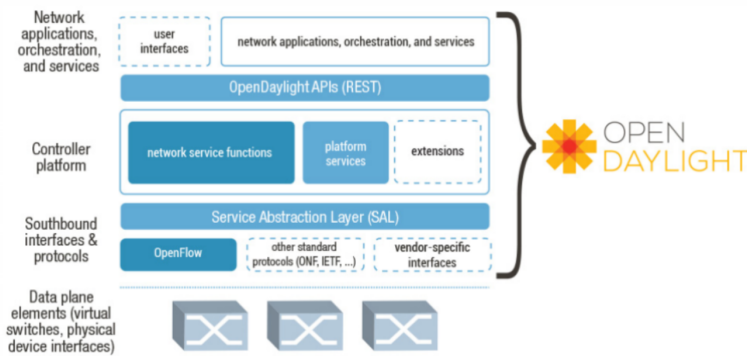 Network
applications,
orchestration,
and services
user
interfaces
network applications, orchestration, and services
OpenDaylight APIs (REST)
Controller
platform
network service functions
platform
services
extensions
Southbound
interfaces &
protocols
Service Abstraction Layer (SAL)
OpenFlow
other standard
protocols (ONF, IETF, ...)
vendor-specific
interfaces
Data plane
elements (virtual
switches, physical
device interfaces)
OPEN
DAYLIGHT